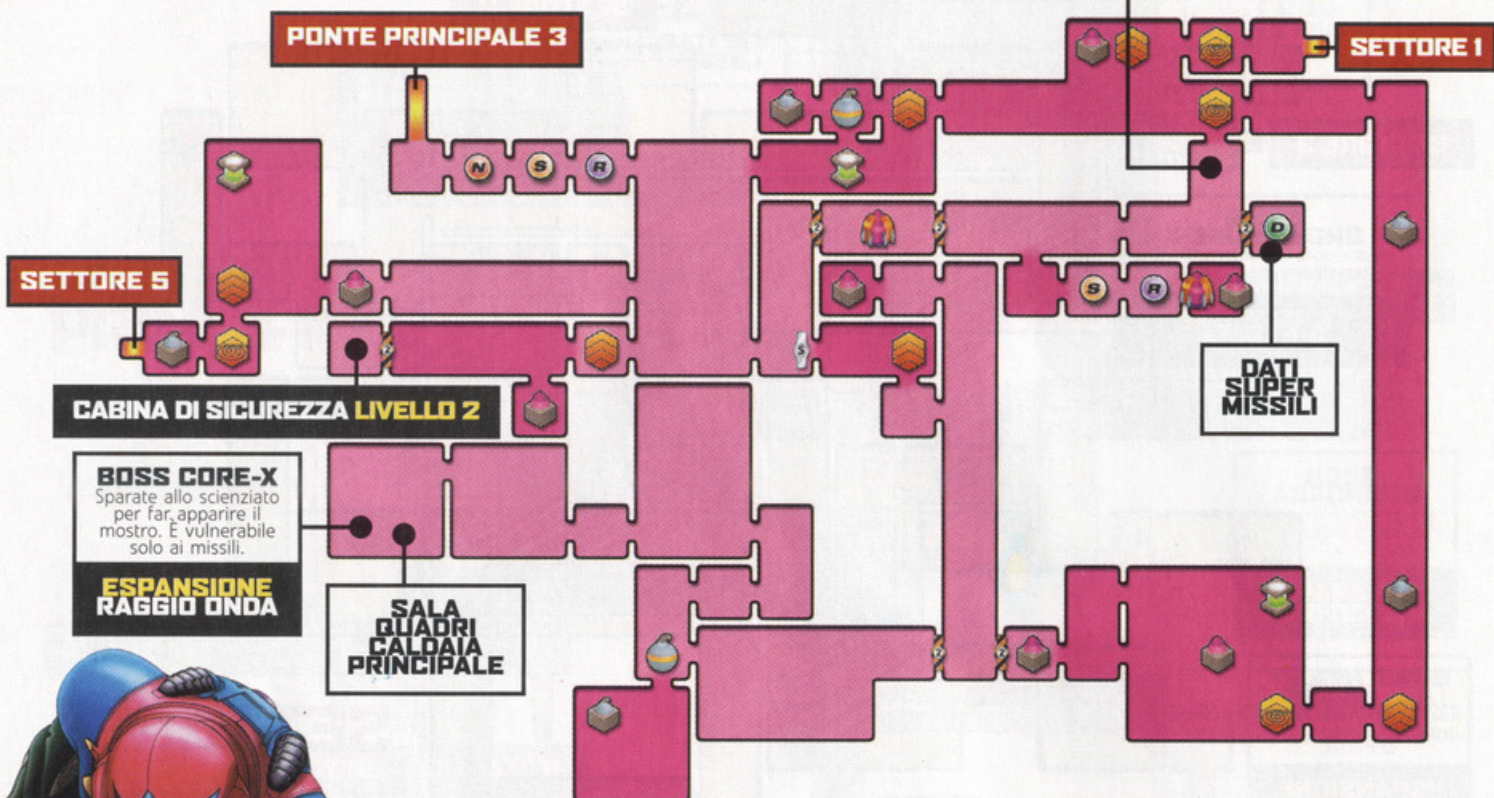 PONTE PRINCIPALE 3
SETTORE 1
N
S
R
SETTORE 5
D
S
R
S
CABINA DI SICUREZZA LIVELLO 2
DATI
SUPER
MISSILI
BOSS CORE-X
Sparate allo scienziato
per far apparire il
mostro. È vulnerabile
solo ai missili.
ESPANSIONE
RAGGIO ONDA
SALA
QUADRI
CALDAIA
PRINCIPALE